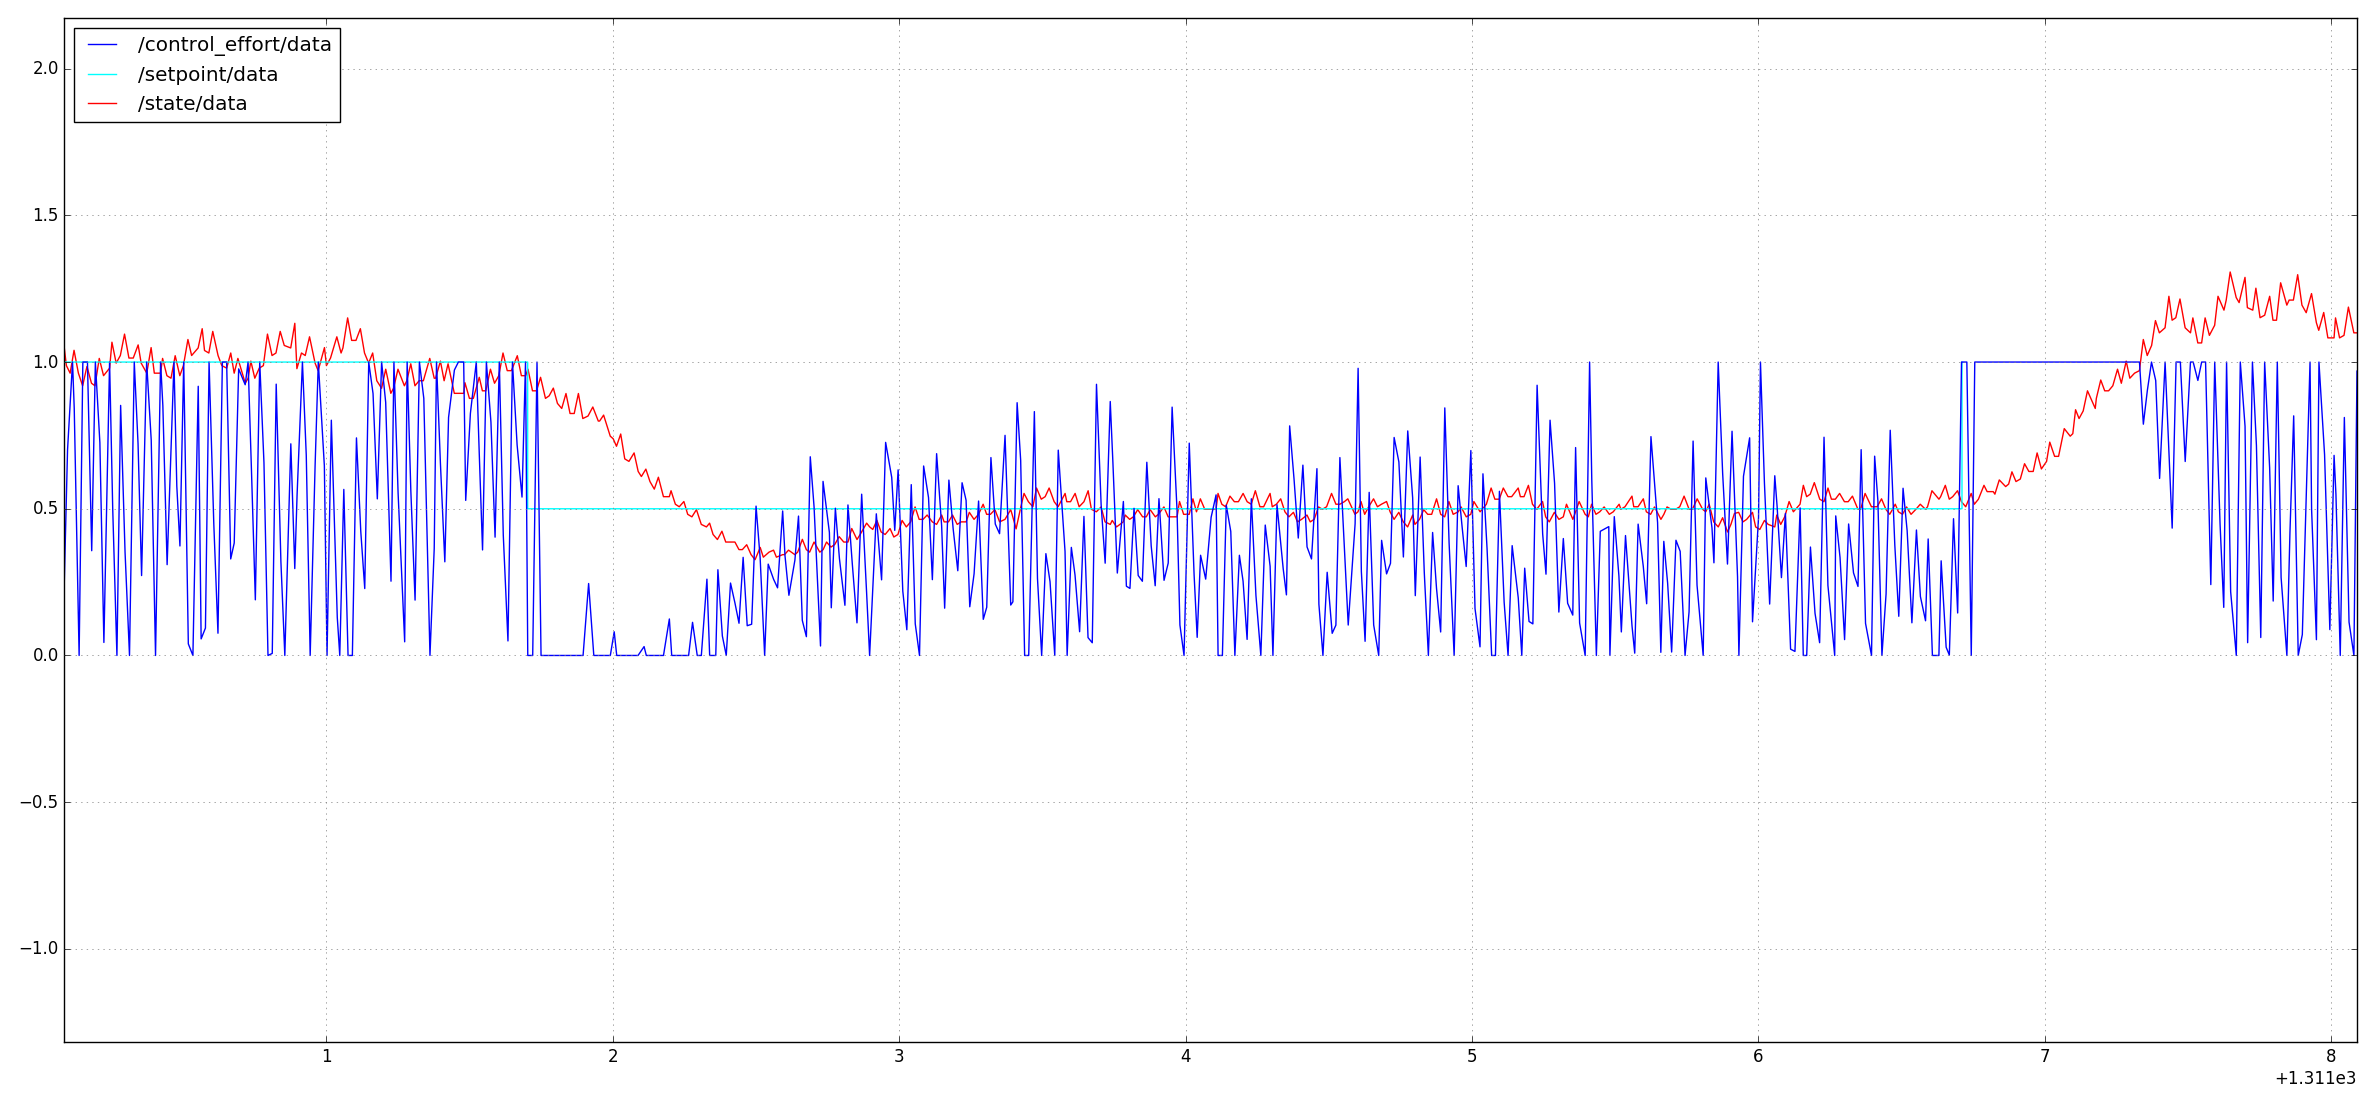 /control_effort/data
/setpoint/data
/state/data
2.0
1.5
1.0
0.5
0.0
−0.5
−1.0
1 2 3 4 5 6 7 8
+1.311e3